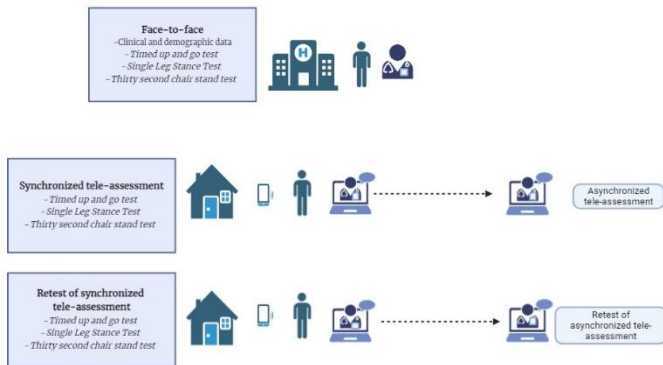 Face-to-face
-Clinical and demographic data
-Timed up and go test
-Single Leg Stance Test
-Thirty second chair stand test
H
Synchronized tele-assessment
-Timed up and go test
-Single Leg Stance Test
-Thirty second chair stand test
Asynchronized
tele-assessment
Retest of synchronized
tele-assessment
-Timed up and go test
-Single Leg Stance Test
-Thirty second chair stand test
Retest of
asynchronized tele-
assessment